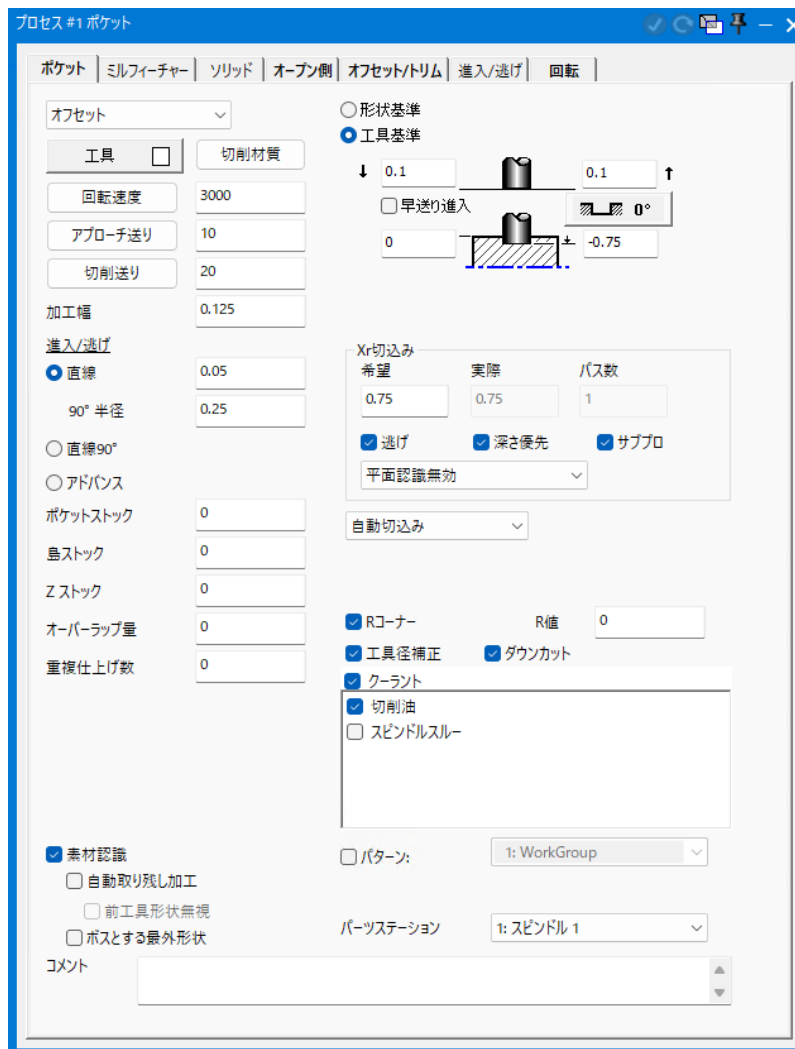 プロセス #1 ポケット
ポケット ミルフィーチャー ソリッド オープン側 オフセット/トリム 進入/逃げ 回転
オフセット
形状基準
工具基準
工具 切削材質
0.1 0.1
回転速度 3000
早送り進入
0°
アプローチ送り 10
0 -0.75
切削送り 20
加工幅 0.125
進入/逃げ
直線 0.05
90° 半径 0.25
直線90°
アドバンス
Xr切込み
希望 実際 パス数
0.75 0.75 1
逃げ 深さ優先 サブプロ
平面認識無効
ポケットストック 0
自動切込み
島ストック 0
Z ストック 0
オーバーラップ量 0
重複仕上げ数 0
Rコーナー R値 0
工具径補正 ダウンカット
クーラント
切削油
スピンドルスルー
素材認識
自動取り残し加工
前工具形状無視
ボスとする最外形状
パターン: 1: WorkGroup
パーツステーション 1: スピンドル 1
コメント